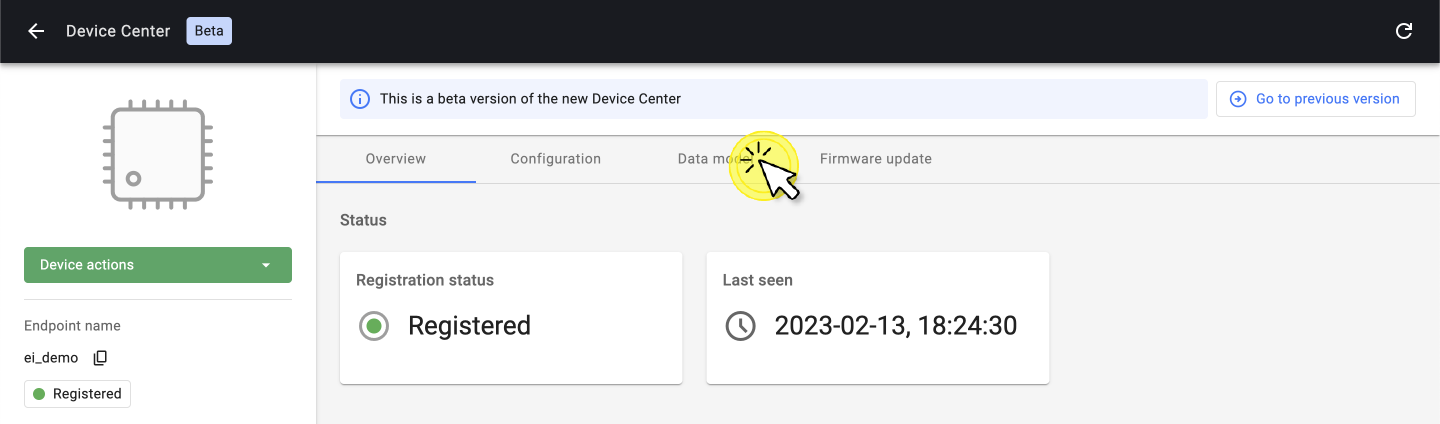 Device Center Beta
This is a beta version of the new Device Center
Go to previous version
Overview Configuration Data model Firmware update
Device actions
Endpoint name
ei_demo
Registered
Status
Registration status
Registered
Last seen
2023-02-13, 18:24:30